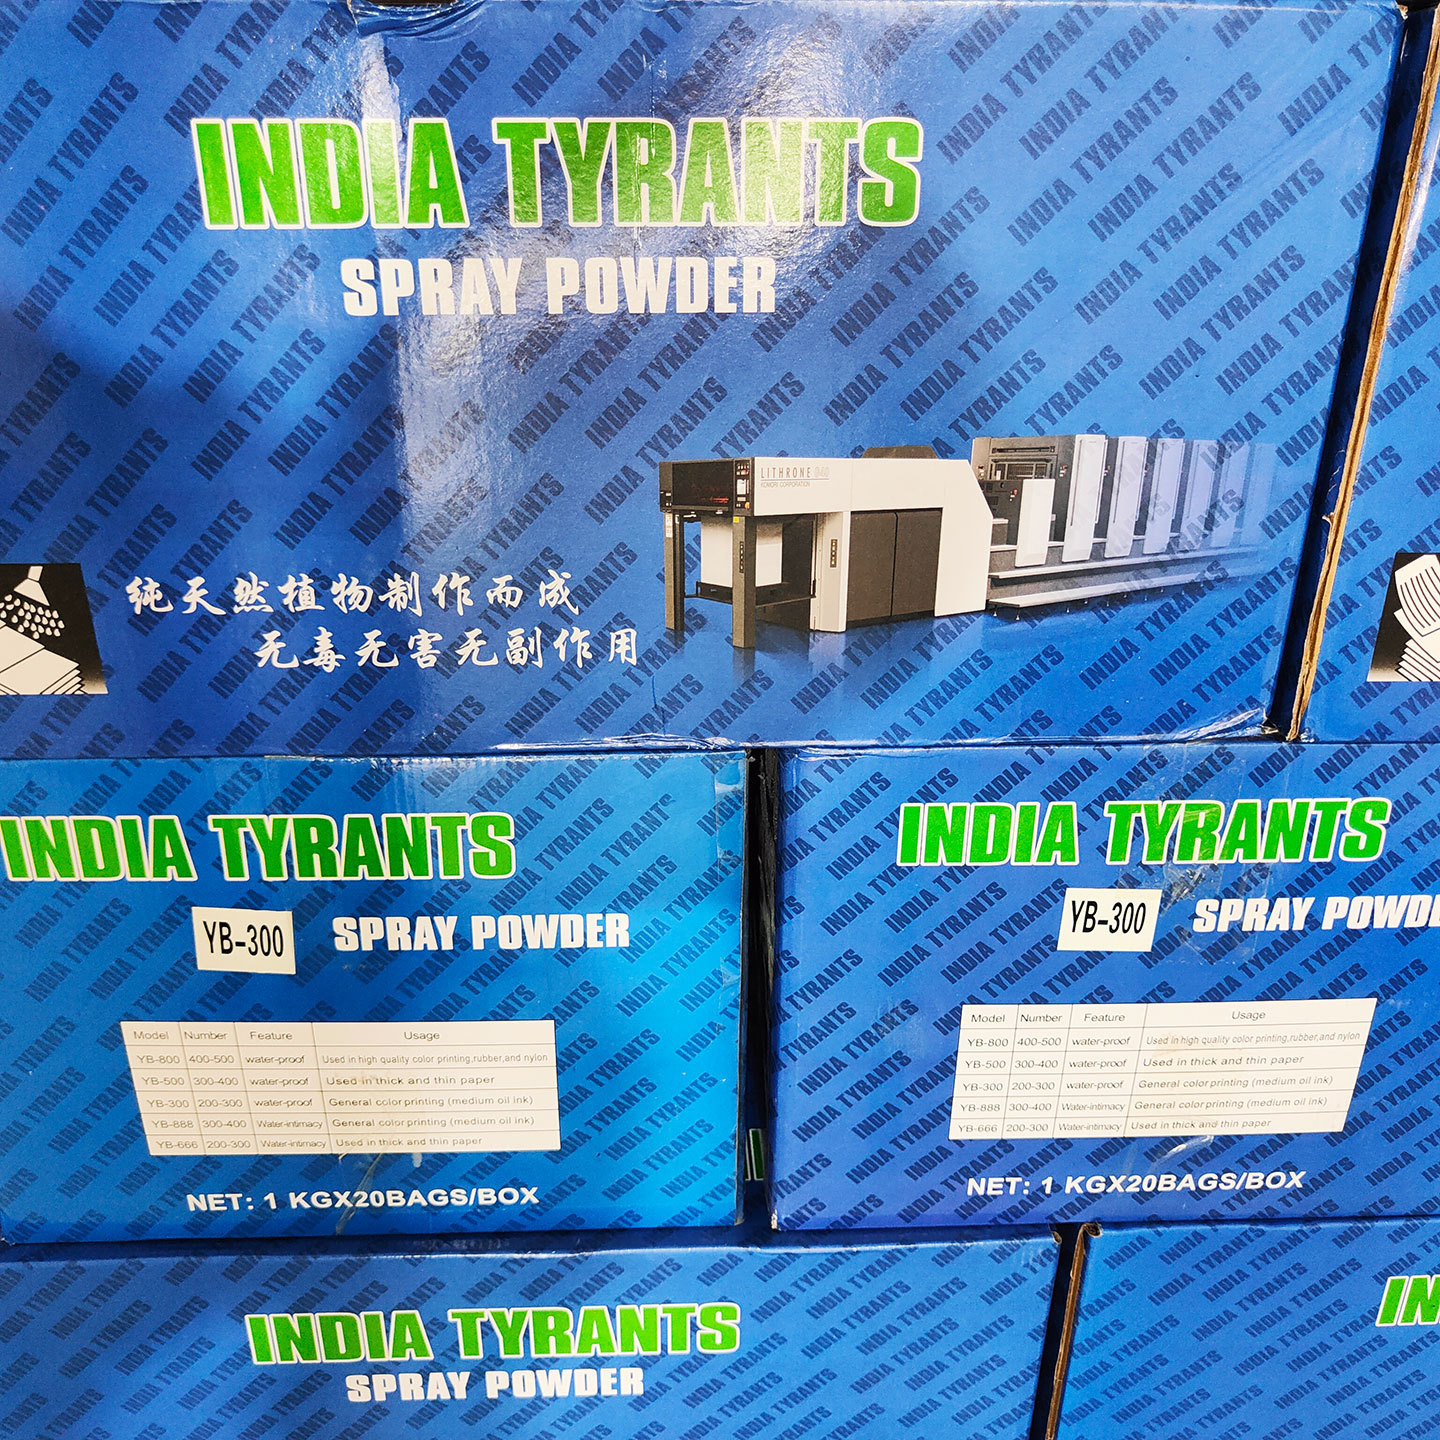 INDIA TYRANTS
SPRAY POWDER
LITHRONE S40
KOMORI CORPORATION
纯天然植物制作而成
无毒无害无副作用
INDIA TYRANTS
YB-300 SPRAY POWDER
Model Number Feature Usage
YB-800 400-500 water-proof Used in high quality color printing,rubber,and nylon
YB-500 300-400 water-proof Used in thick and thin paper
YB-300 200-300 water-proof General color printing (medium oil ink)
YB-888 300-400 Water-intimacy General color printing (medium oil ink)
YB-666 200-300 Water-intimacy Used in thick and thin paper
NET: 1 KGX20BAGS/BOX
INDIA TYRANTS
YB-300 SPRAY POWDE
Model Number Feature Usage
YB-800 400-500 water-proof Used in high quality color printing,rubber,and nylon
YB-500 300-400 water-proof Used in thick and thin paper
YB-300 200-300 water-proof General color printing (medium oil ink)
YB-888 300-400 Water-intimacy General color printing (medium oil ink)
YB-666 200-300 Water-intimacy Used in thick and thin paper
NET: 1 KGX20BAGS/BOX
INDIA TYRANTS
SPRAY POWDER
IN